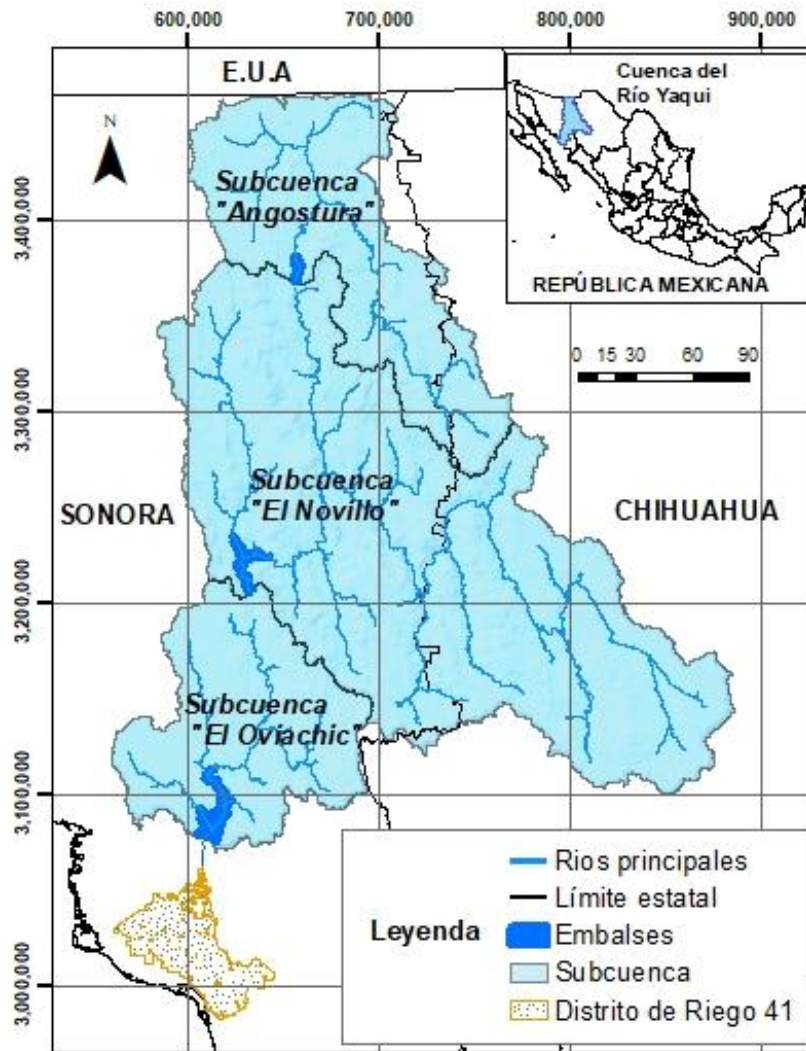 600,000
700,000
800,000
900,000
E.U.A
N
Cuenca del
Río Yaqui
REPÚBLICA MEXICANA
Subcuenca
"Angostura"
3,400,000
0 15 30 60 90
3,300,000
Subcuenca
"El Novillo"
SONORA
CHIHUAHUA
3,200,000
Subcuenca
"El Oviachic"
3,100,000
3,000,000
Leyenda
Rios principales
Límite estatal
Embalses
Subcuenca
Distrito de Riego 41